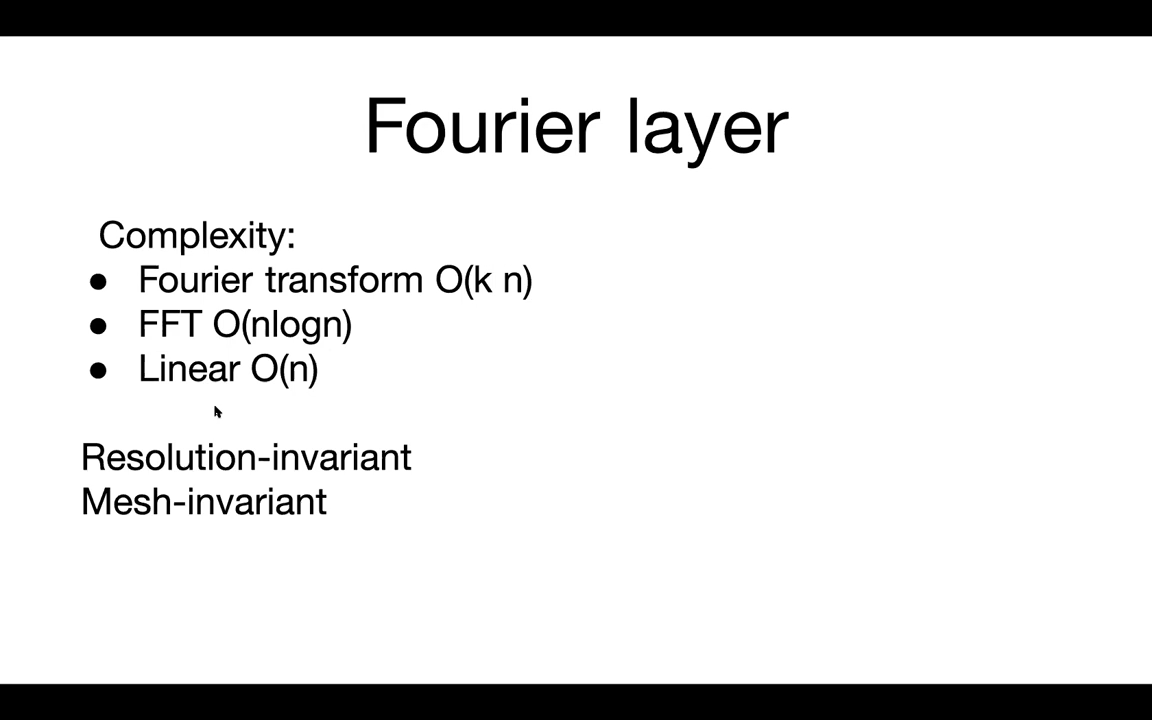 Fourier layer
Complexity:
● Fourier transform O(k n)
● FFT O(nlogn)
● Linear O(n)
Resolution-invariant
Mesh-invariant